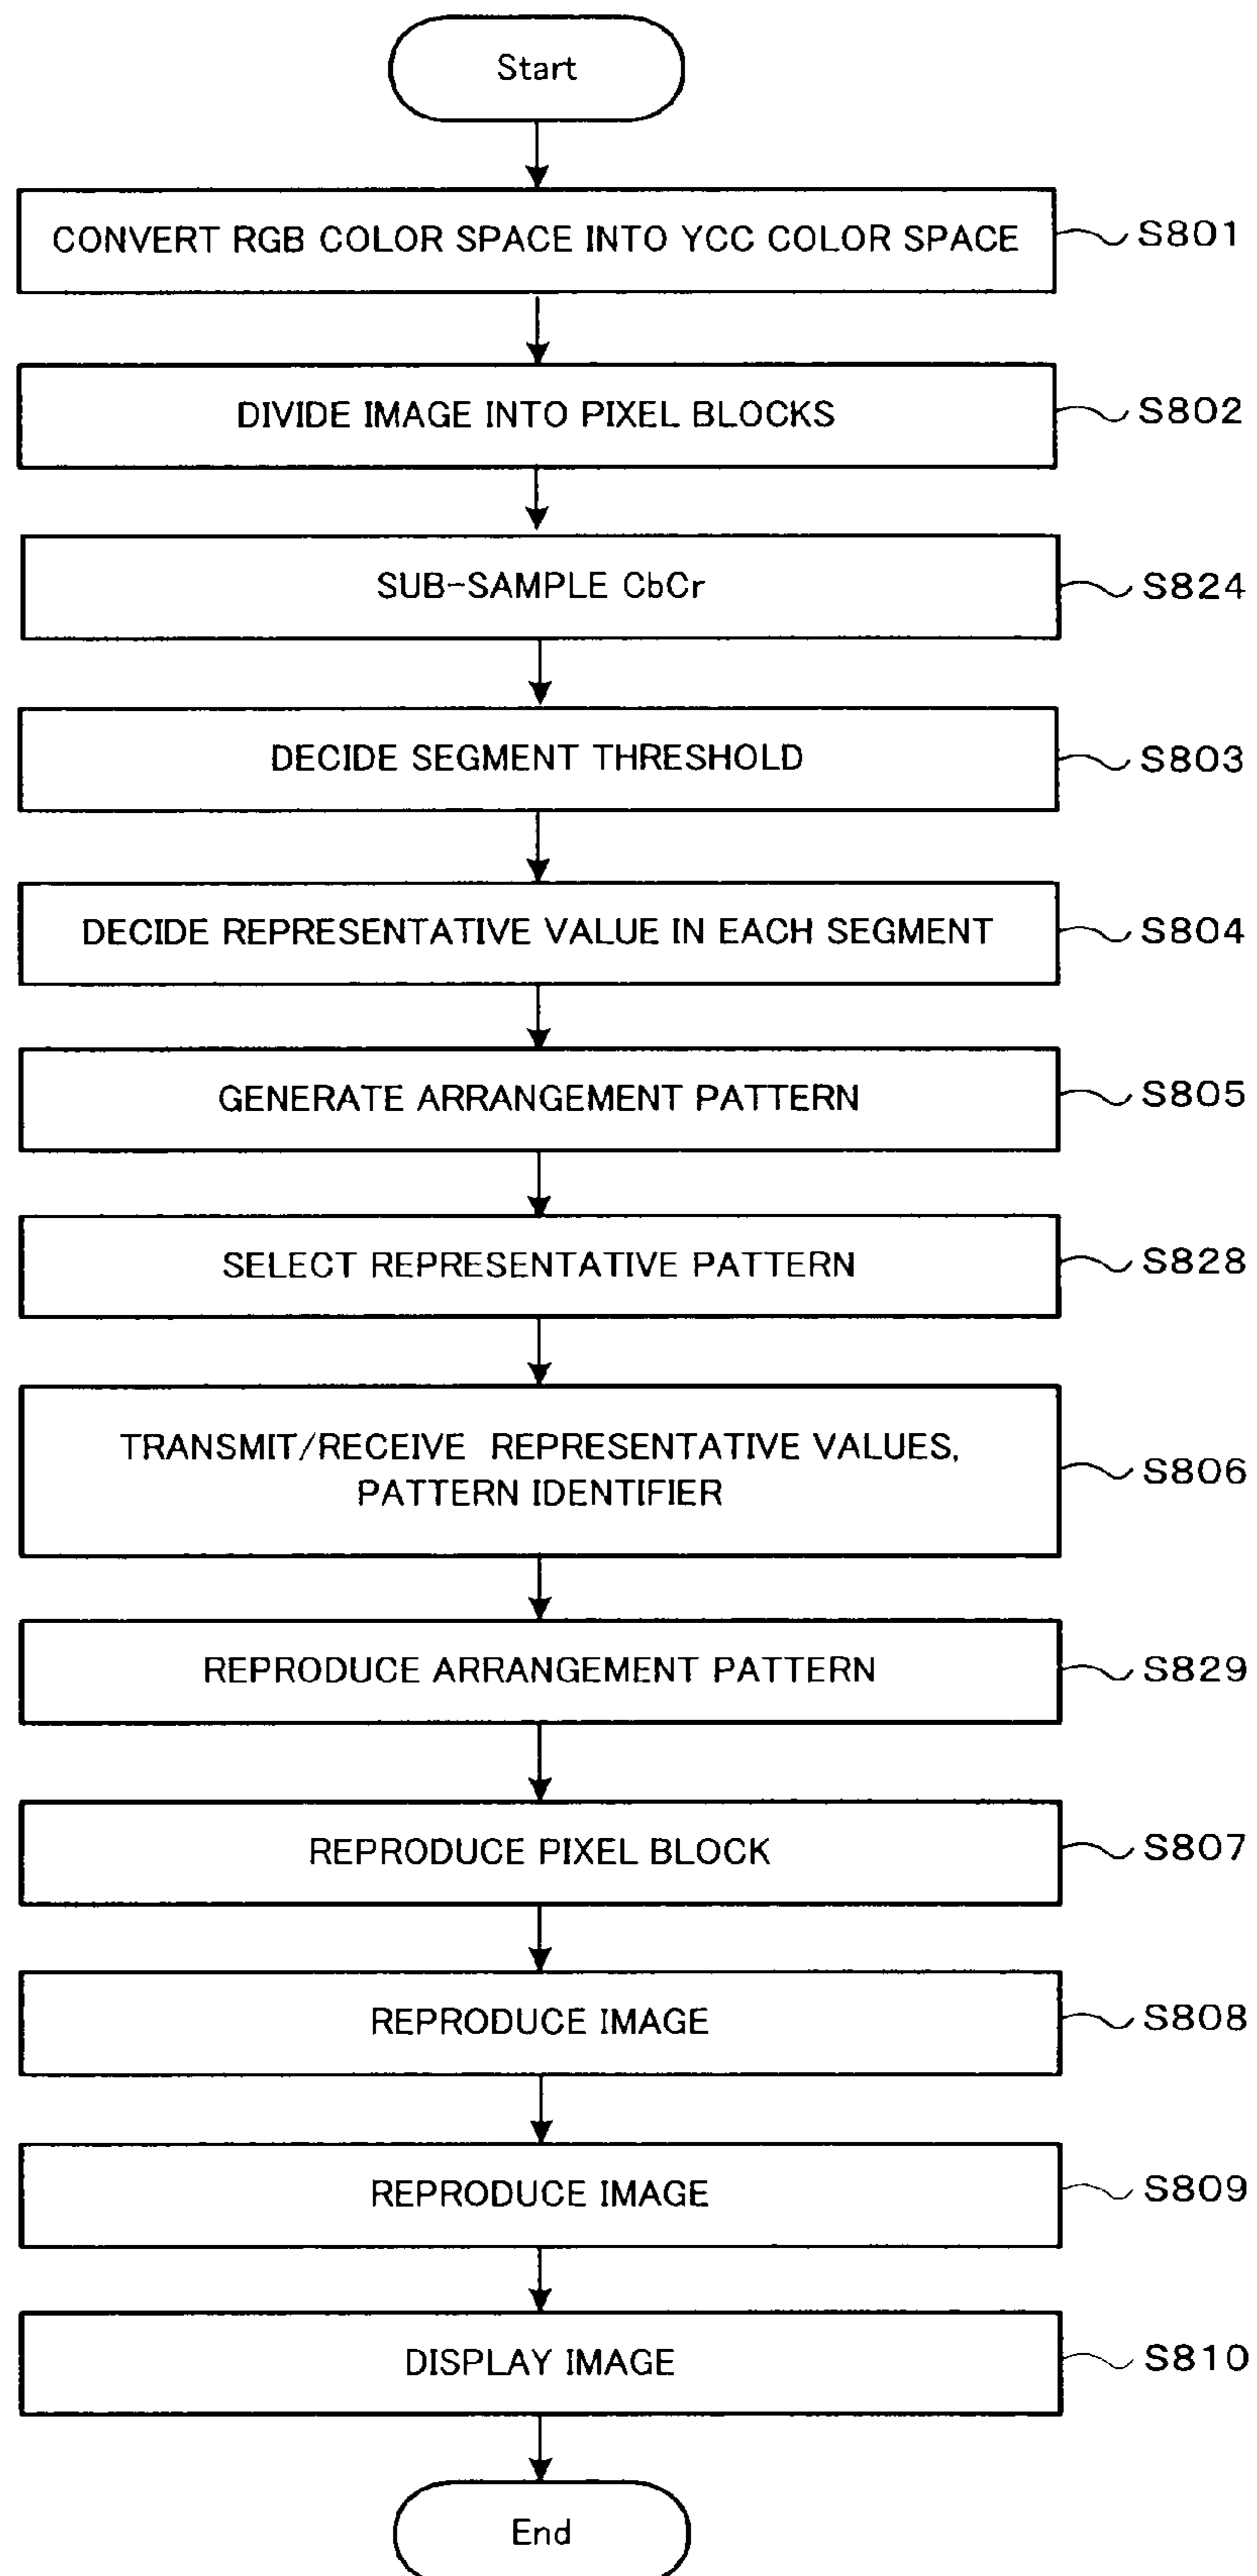 Start
CONVERT RGB COLOR SPACE INTO YCC COLOR SPACE
S801
DIVIDE IMAGE INTO PIXEL BLOCKS
S802
SUB-SAMPLE CbCr
S824
DECIDE SEGMENT THRESHOLD
S803
DECIDE REPRESENTATIVE VALUE IN EACH SEGMENT
S804
GENERATE ARRANGEMENT PATTERN
S805
SELECT REPRESENTATIVE PATTERN
S828
TRANSMIT/RECEIVE REPRESENTATIVE VALUES,
PATTERN IDENTIFIER
S806
REPRODUCE ARRANGEMENT PATTERN
S829
REPRODUCE PIXEL BLOCK
S807
REPRODUCE IMAGE
S808
REPRODUCE IMAGE
S809
DISPLAY IMAGE
S810
End